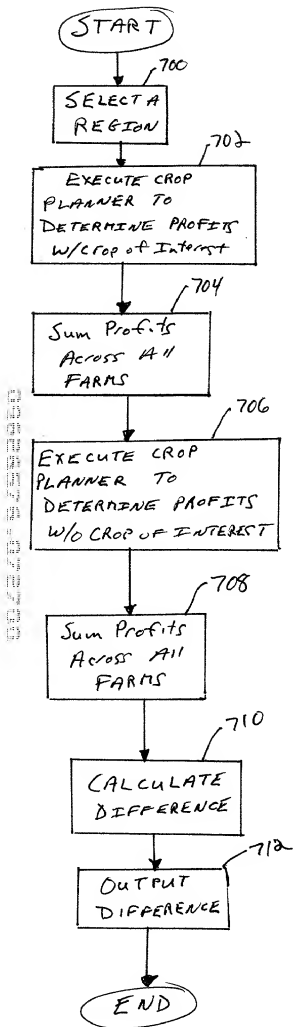 START
700
SELECT A
REGION
702
EXECUTE CROP
PLANNER TO
DETERMINE PROFITS
W/Crop of Interest
704
Sum Profits
Across All
FARMS
706
EXECUTE CROP
PLANNER TO
DETERMINE PROFITS
W/O CROP OF INTEREST
708
Sum Profits
Across All
FARMS
710
CALCULATE
DIFFERENCE
712
OUTPUT
DIFFERENCE
END